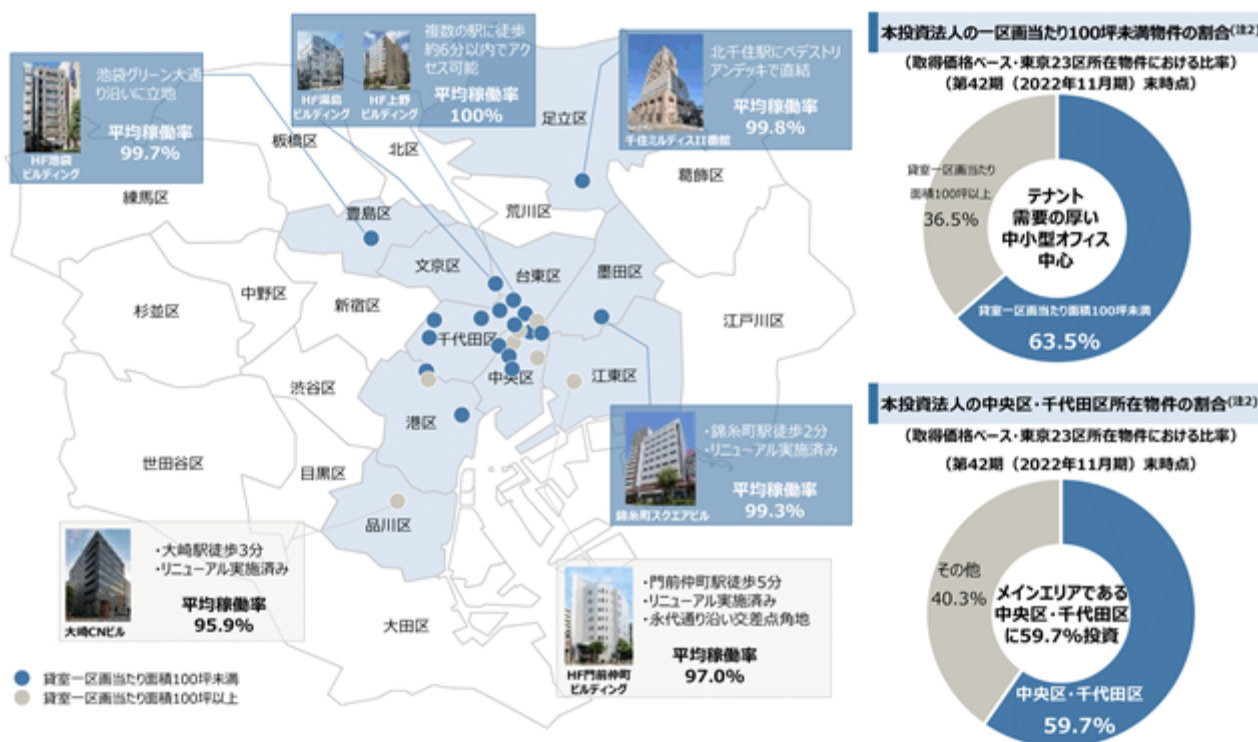 池袋グリーン大通
り沿いに立地
平均稼働率
99.7%
HF池袋
ビルディング
複数の駅に徒歩
約6分以内でアク
セス可能
平均稼働率
100%
HF湯島
ビルディング
HF上野
ビルディング
北千住駅にペデストリ
アンデッキで直結
平均稼働率
99.8%
千住ミルディスII番館
足立区
板橋区
北区
葛飾区
練馬区
荒川区
豊島区
文京区
台東区
墨田区
中野区
杉並区
新宿区
江戸川区
千代田区
渋谷区
中央区
江東区
港区
世田谷区
目黒区
品川区
大田区
・錦糸町駅徒歩2分
・リニューアル実施済み
平均稼働率
99.3%
錦糸町スクエアビル
・大崎駅徒歩3分
・リニューアル実施済み
平均稼働率
95.9%
大崎CNビル
・門前仲町駅徒歩5分
・リニューアル実施済み
・永代通り沿い交差点角地
平均稼働率
97.0%
HF門前仲町
ビルディング
貸室一区画当たり面積100坪未満
貸室一区画当たり面積100坪以上
本投資法人の一区画当たり100坪未満物件の割合(注2)
(取得価格ベース・東京23区所在物件における比率)
(第42期(2022年11月期)末時点)
貸室一区画当たり
面積100坪以上
36.5%
テナント
需要の厚い
中小型オフィス
中心
貸室一区画当たり面積100坪未満
63.5%
本投資法人の中央区・千代田区所在物件の割合(注2)
(取得価格ベース・東京23区所在物件における比率)
(第42期(2022年11月期)末時点)
その他
40.3%
メインエリアである
中央区・千代田区
に59.7%投資
中央区・千代田区
59.7%